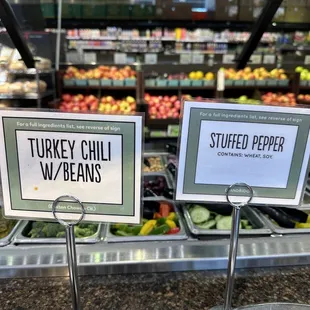 For full ingredients list, see reverse of sign
TURKEY CHILI
W/BEANS
For full ingredients list, see reverse of sign
STUFFED PEPPER
CONTAINS: WHEAT, SOY.